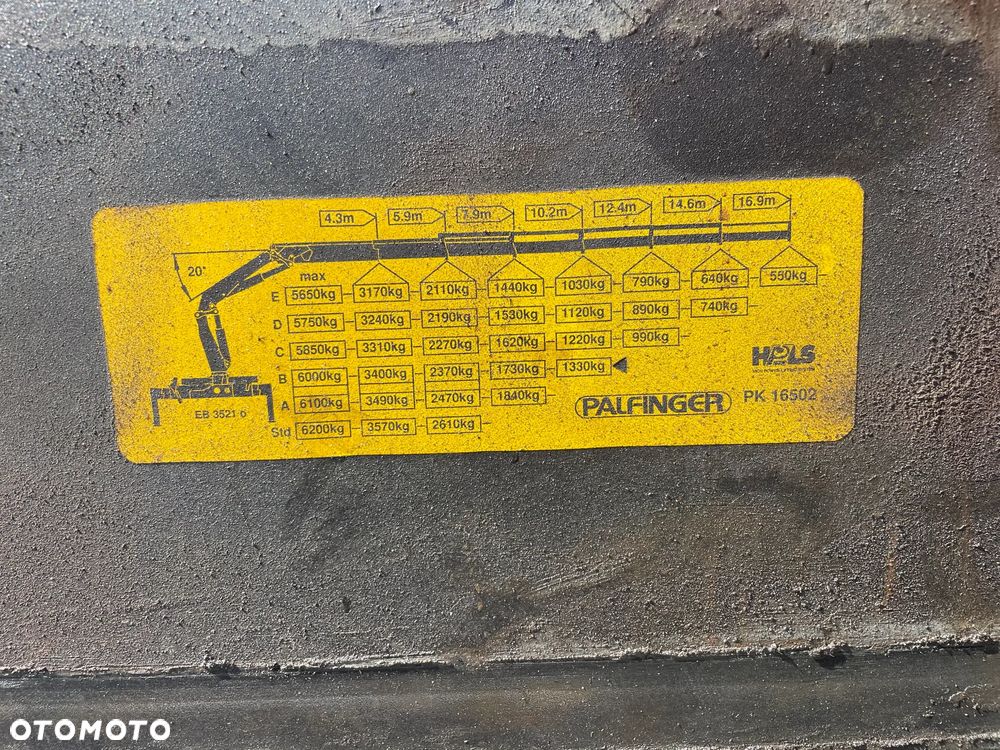 4.3m 5.9m 7.9m 10.2m 12.4m 14.6m 16.9m
20°
max
E 5650kg 3170kg 2110kg 1440kg 1030kg 790kg 640kg 550kg
D 5750kg 3240kg 2190kg 1530kg 1120kg 890kg 740kg
C 5850kg 3310kg 2270kg 1620kg 1220kg 990kg
B 6000kg 3400kg 2370kg 1730kg 1330kg
HPLS
A 6100kg 3490kg 2470kg 1840kg
EB 3521 b
PALFINGER PK 16502
Std 6200kg 3570kg 2610kg
OTOMOTO